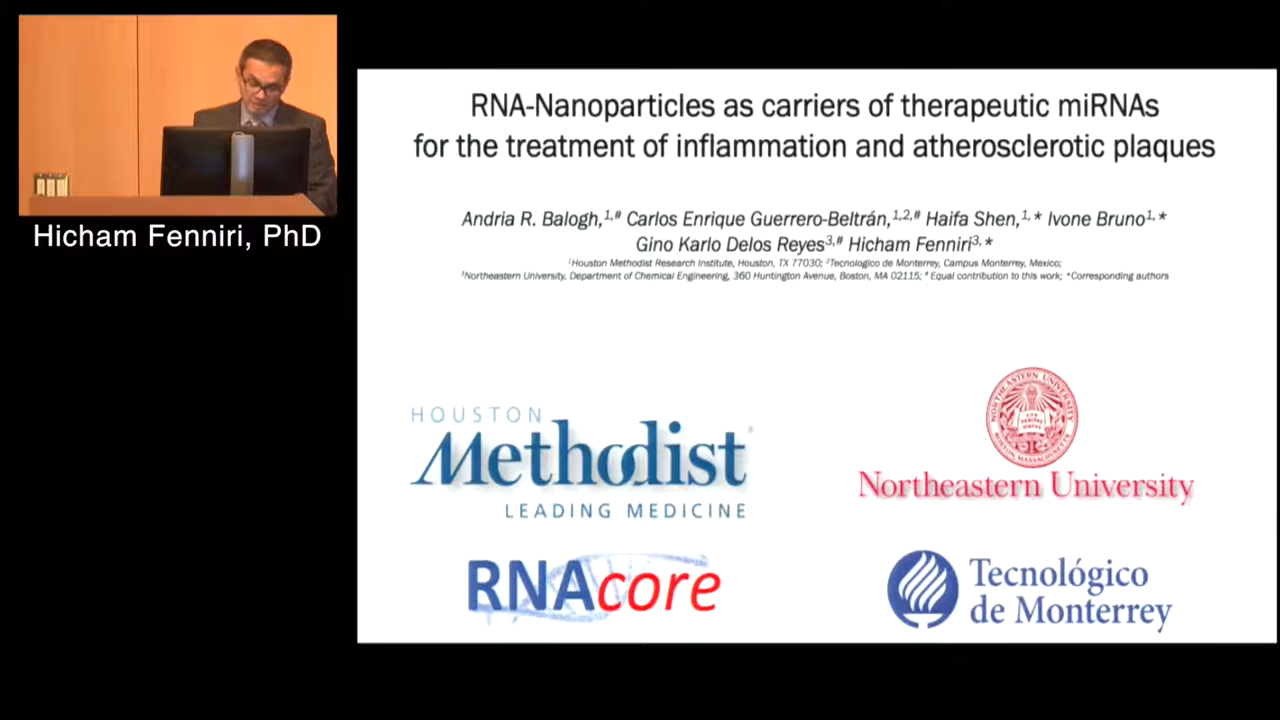 Hicham Fenniri, PhD
RNA-Nanoparticles as carriers of therapeutic miRNAs
for the treatment of inflammation and atherosclerotic plaques
Andria R. Balogh,1,# Carlos Enrique Guerrero-Beltrán,1,2,# Haifa Shen,1,* Ivone Bruno1,*
Gino Karlo Delos Reyes3,# Hicham Fenniri3,*
1Houston Methodist Research Institute, Houston, TX 77030; 2Tecnologico de Monterrey, Campus Monterrey, Mexico;
3Northeastern University, Department of Chemical Engineering, 360 Huntington Avenue, Boston, MA 02115; # Equal contribution to this work; *Corresponding authors
HOUSTON
Methodist
LEADING MEDICINE
NORTHEASTERN UNIVERSITY
Northeastern University
RNAcore
Tecnológico
de Monterrey